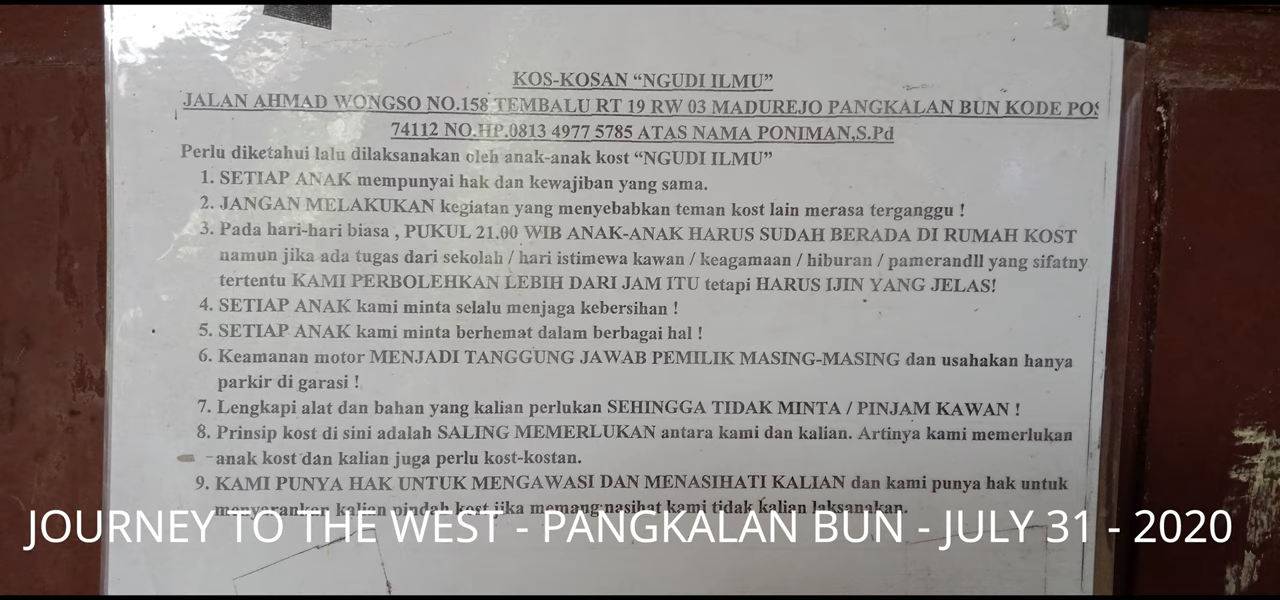 KOS-KOSAN “NGUDI ILMU”
JALAN AHMAD WONGSO NO.158 TEMBALU RT 19 RW 03 MADUREJO PANGKALAN BUN KODE POS
74112 NO.HP.0813 4977 5785 ATAS NAMA PONIMAN,S.Pd
Perlu diketahui lalu dilaksanakan oleh anak-anak kost “NGUDI ILMU”
1. SETIAP ANAK mempunyai hak dan kewajiban yang sama.
2. JANGAN MELAKUKAN kegiatan yang menyebabkan teman kost lain merasa terganggu !
3. Pada hari-hari biasa , PUKUL 21.00 WIB ANAK-ANAK HARUS SUDAH BERADA DI RUMAH KOST
namun jika ada tugas dari sekolah / hari istimewa kawan / keagamaan / hiburan / pamerandll yang sifatny
tertentu KAMI PERBOLEHKAN LEBIH DARI JAM ITU tetapi HARUS IJIN YANG JELAS!
4. SETIAP ANAK kami minta selalu menjaga kebersihan !
5. SETIAP ANAK kami minta berhemat dalam berbagai hal !
6. Keamanan motor MENJADI TANGGUNG JAWAB PEMILIK MASING-MASING dan usahakan hanya
parkir di garasi !
7. Lengkapi alat dan bahan yang kalian perlukan SEHINGGA TIDAK MINTA / PINJAM KAWAN !
8. Prinsip kost di sini adalah SALING MEMERLUKAN antara kami dan kalian. Artinya kami memerlukan
anak kost dan kalian juga perlu kost-kostan.
9. KAMI PUNYA HAK UNTUK MENGAWASI DAN MENASIHATI KALIAN dan kami punya hak untuk
menyarankan kalian pindah kost jika memang nasihat kami tidak kalian laksanakan.
JOURNEY TO THE WEST - PANGKALAN BUN - JULY 31 - 2020